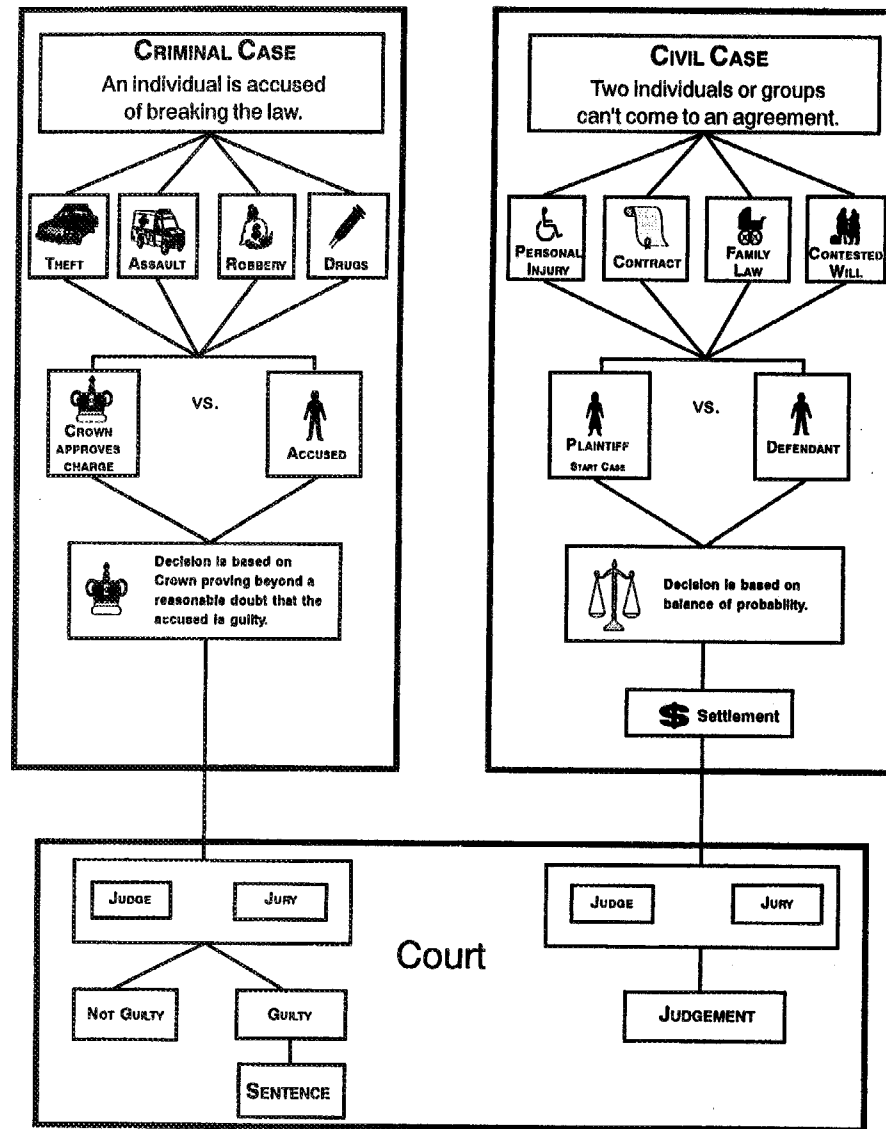 CRIMINAL CASE
An individual is accused
of breaking the law.
THEFT
ASSAULT
$
ROBBERY
DRUGS
CROWN
APPROVES
CHARGE
VS.
ACCUSED
Decision is based on
Crown proving beyond a
reasonable doubt that the
accused is guilty.
CIVIL CASE
Two individuals or groups
can't come to an agreement.
PERSONAL
INJURY
CONTRACT
FAMILY
LAW
CONTESTED
WILL
PLAINTIFF
START CASE
VS.
DEFENDANT
Decision is based on
balance of probability.
$ Settlement
Court
JUDGE
JURY
NOT GUILTY
GUILTY
SENTENCE
JUDGE
JURY
JUDGEMENT